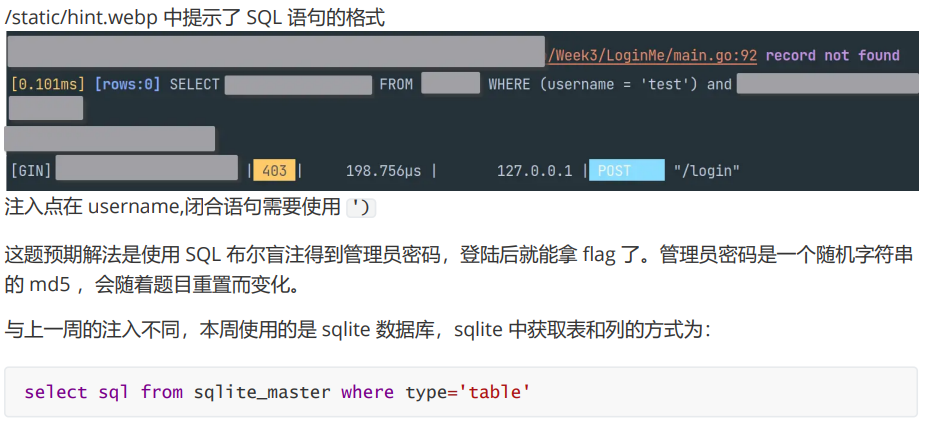 /static/hint.webp 中提示了 SQL 语句的格式
/Week3/LoginMe/main.go:92 record not found
[0.101ms] [rows:0] SELECT FROM WHERE (username = 'test') and
[GIN] | 403 | 198.756µs | 127.0.0.1 | POST "/login"
注入点在 username,闭合语句需要使用 ')
这题预期解法是使用 SQL 布尔盲注得到管理员密码，登陆后就能拿 flag 了。管理员密码是一个随机字符串
的 md5 ，会随着题目重置而变化。
与上一周的注入不同，本周使用的是 sqlite 数据库，sqlite 中获取表和列的方式为：
select sql from sqlite_master where type='table'